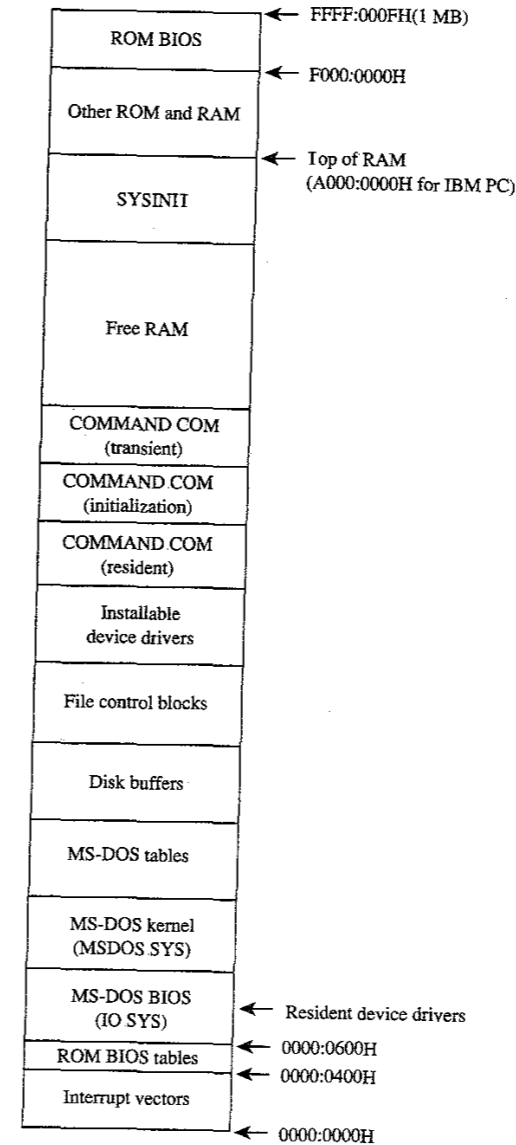 FFFF:000FH(1 MB)
ROM BIOS
F000:0000H
Other ROM and RAM
Top of RAM
(A000:0000H for IBM PC)
SYSINIT
Free RAM
COMMAND COM
(transient)
COMMAND.COM
(initialization)
COMMAND.COM
(resident)
Installable
device drivers
File control blocks
Disk buffers
MS-DOS tables
MS-DOS kernel
(MSDOS.SYS)
MS-DOS BIOS
(IO SYS)
Resident device drivers
0000:0600H
ROM BIOS tables
0000:0400H
Interrupt vectors
0000:0000H